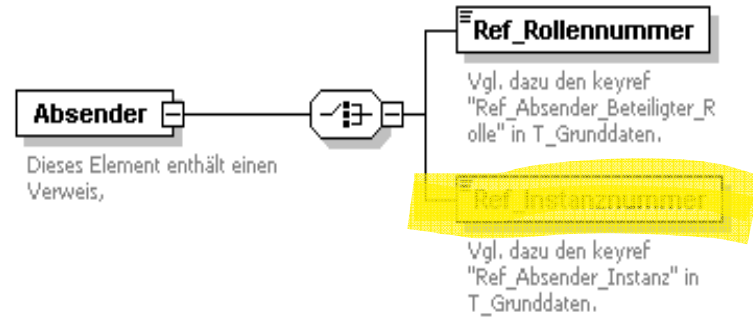 Ref_Rollennummer
Vgl. dazu den keyref
"Ref_Absender_Beteiligter_R
olle" in T_Grunddaten.
Absender
Dieses Element enthält einen
Verweis,
Ref_Instanznummer
Vgl. dazu den keyref
"Ref_Absender_Instanz" in
T_Grunddaten.